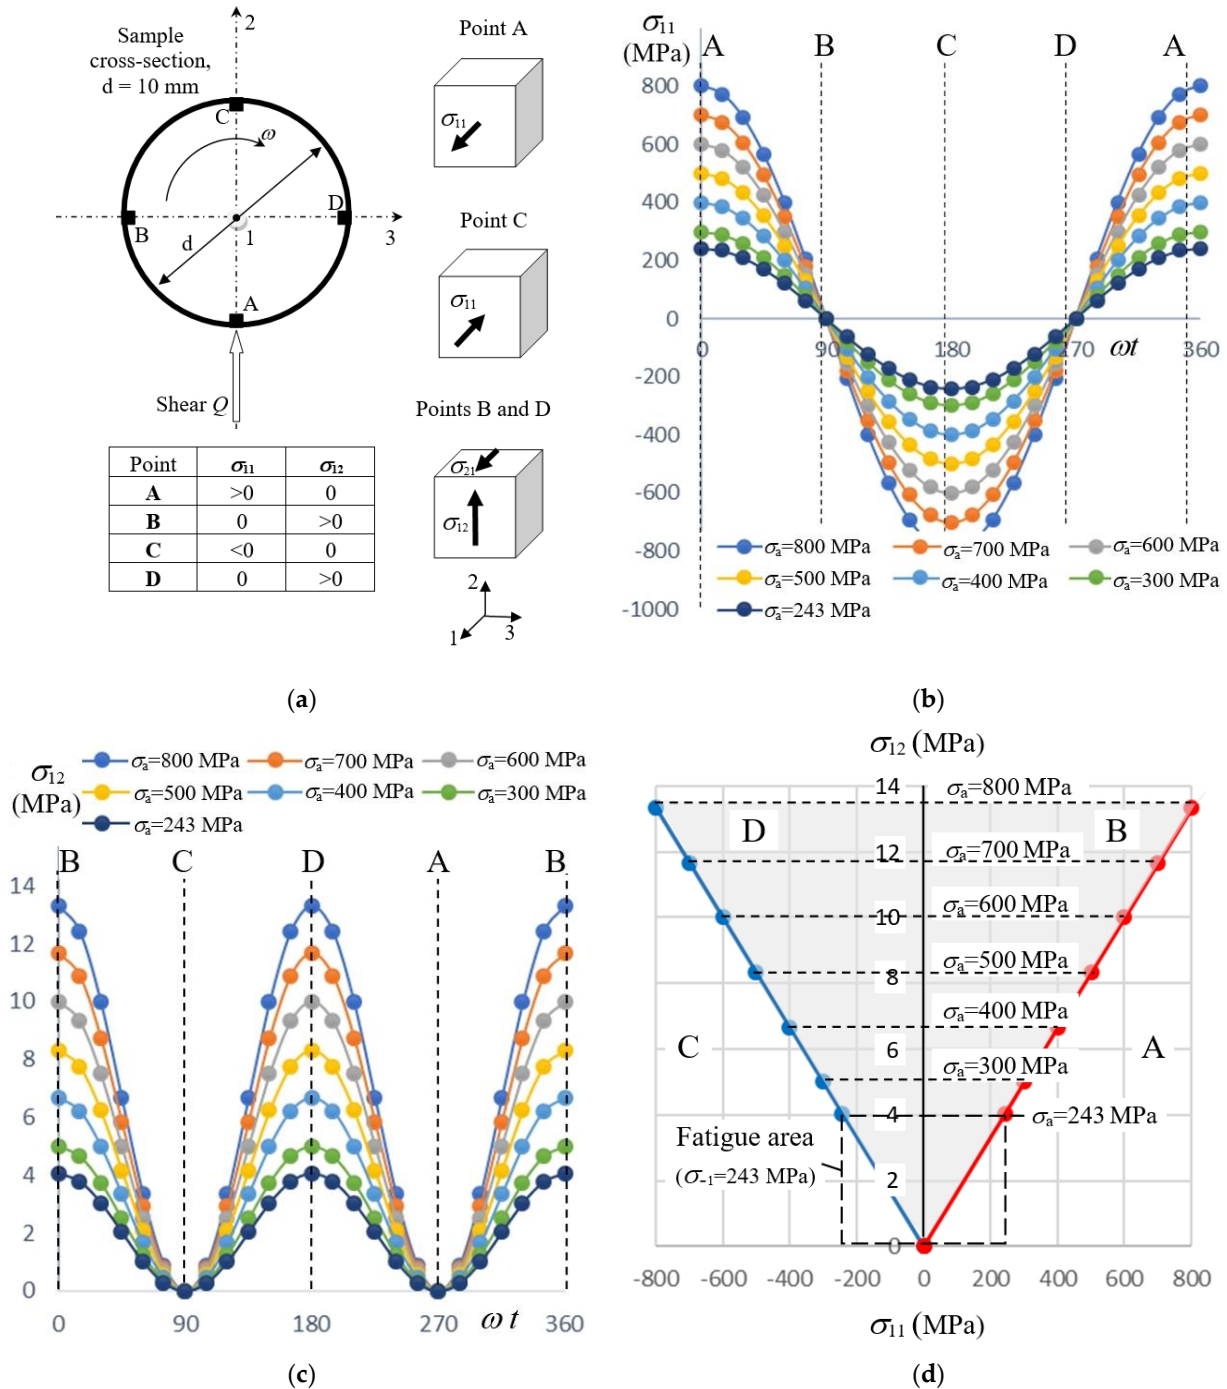 Sample
cross-section,
d = 10 mm
2
C
ω
D
B
d
1
3
A
Shear Q
Point σ11 σ12
A >0 0
B 0 >0
C <0 0
D 0 >0
Point A
σ11
Point C
σ11
Points B and D
σ21
σ12
2
1
3
(a)
σ11
(MPa)
A B C D A
800
600
400
200
0
-200
-400
-600
-800
-1000
0 90 180 270 ωt 360
σa=800 MPa σa=700 MPa σa=600 MPa
σa=500 MPa σa=400 MPa σa=300 MPa
σa=243 MPa
(b)
σa=800 MPa σa=700 MPa σa=600 MPa
σa=500 MPa σa=400 MPa σa=300 MPa
σa=243 MPa
σ12
(MPa)
B C D A B
14
12
10
8
6
4
2
0
0 90 180 270 ω t 360
(c)
σ12 (MPa)
14 σa=800 MPa
D B
12 σa=700 MPa
10 σa=600 MPa
8 σa=500 MPa
σa=400 MPa
C 6 A
σa=300 MPa
4 σa=243 MPa
Fatigue area
(σ-1=243 MPa)
2
0
-800 -600 -400 -200 0 200 400 600 800
σ11 (MPa)
(d)